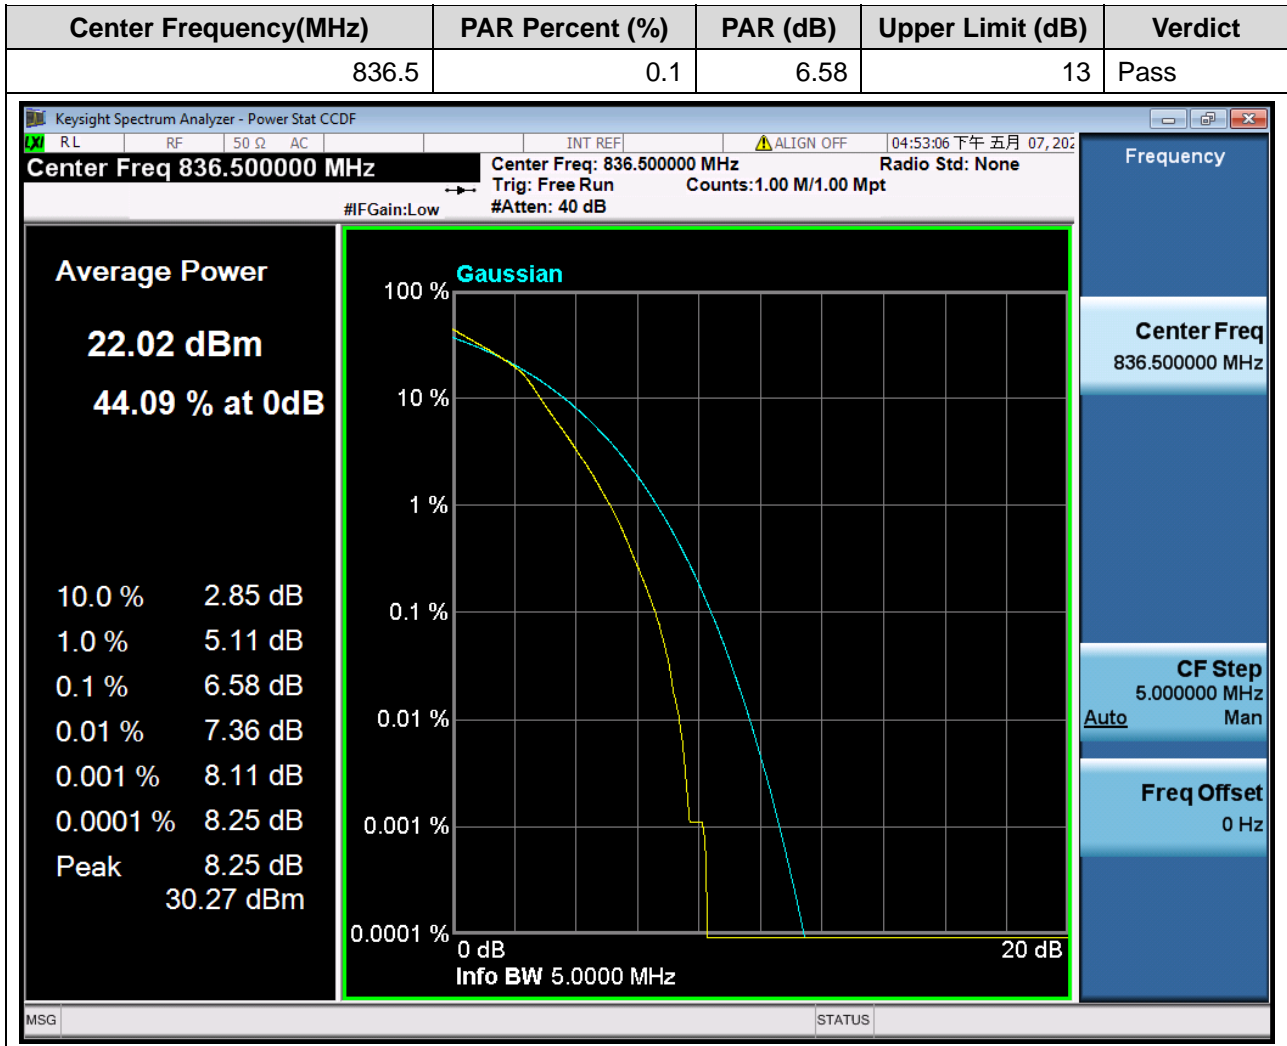 Center Frequency(MHz) PAR Percent (%) PAR (dB) Upper Limit (dB) Verdict
836.5 0.1 6.58 13 Pass
Keysight Spectrum Analyzer - Power Stat CCDF
LXI RL RF 50 Ω AC INT REF ALIGN OFF 04:53:06 下午 五月 07, 202
Center Freq 836.500000 MHz
Center Freq: 836.500000 MHz Radio Std: None
Trig: Free Run Counts:1.00 M/1.00 Mpt
#IFGain:Low #Atten: 40 dB
Frequency
Average Power
22.02 dBm
44.09 % at 0dB
10.0 % 2.85 dB
1.0 % 5.11 dB
0.1 % 6.58 dB
0.01 % 7.36 dB
0.001 % 8.11 dB
0.0001 % 8.25 dB
Peak 8.25 dB
30.27 dBm
Gaussian
100 %
10 %
1 %
0.1 %
0.01 %
0.001 %
0.0001 %
0 dB 20 dB
Info BW 5.0000 MHz
Center Freq
836.500000 MHz
CF Step
5.000000 MHz
Auto Man
Freq Offset
0 Hz
MSG STATUS